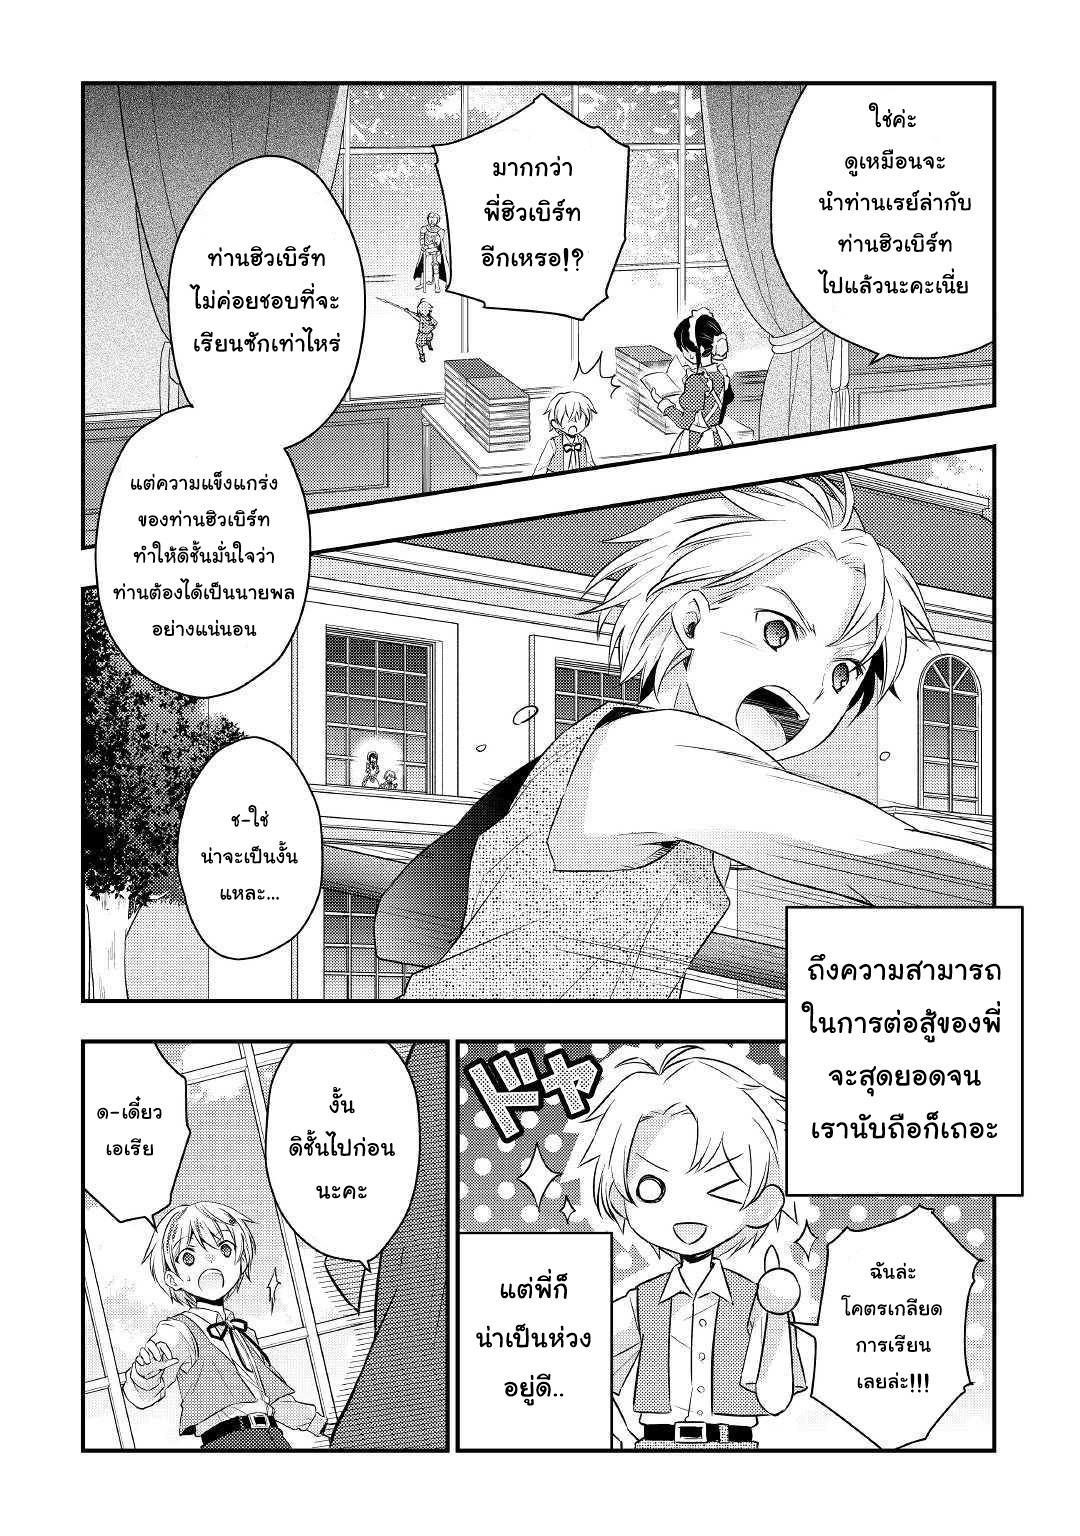 ใช่ค่ะ
ดูเหมือนจะ
นำท่านเรย์ล่ากับ
ท่านฮิวเบิร์ท
ไปแล้วนะคะเนี่ย
มากกว่า
พี่ฮิวเบิร์ท
อีกเหรอ!?
ท่านฮิวเบิร์ท
ไม่ค่อยชอบที่จะ
เรียนซักเท่าไหร่
แต่ความแข็งแกร่ง
ของท่านฮิวเบิร์ท
ทำให้ดิชั้นมั่นใจว่า
ท่านต้องได้เป็นนายพล
อย่างแน่นอน
ช-ใช่
น่าจะเป็นงั้น
แหละ...
ถึงความสามารถ
ในการต่อสู้ของพี่
จะสุดยอดจน
เรานับถือก็เถอะ
ドヤ
ฉันล่ะ
โคตรเกลียด
การเรียน
เลยล่ะ!!!
แต่พี่ก็
น่าเป็นห่วง
อยู่ดี..
งั้น
ดิชั้นไปก่อน
นะคะ
ด-เดี๋ยว
เอเรีย